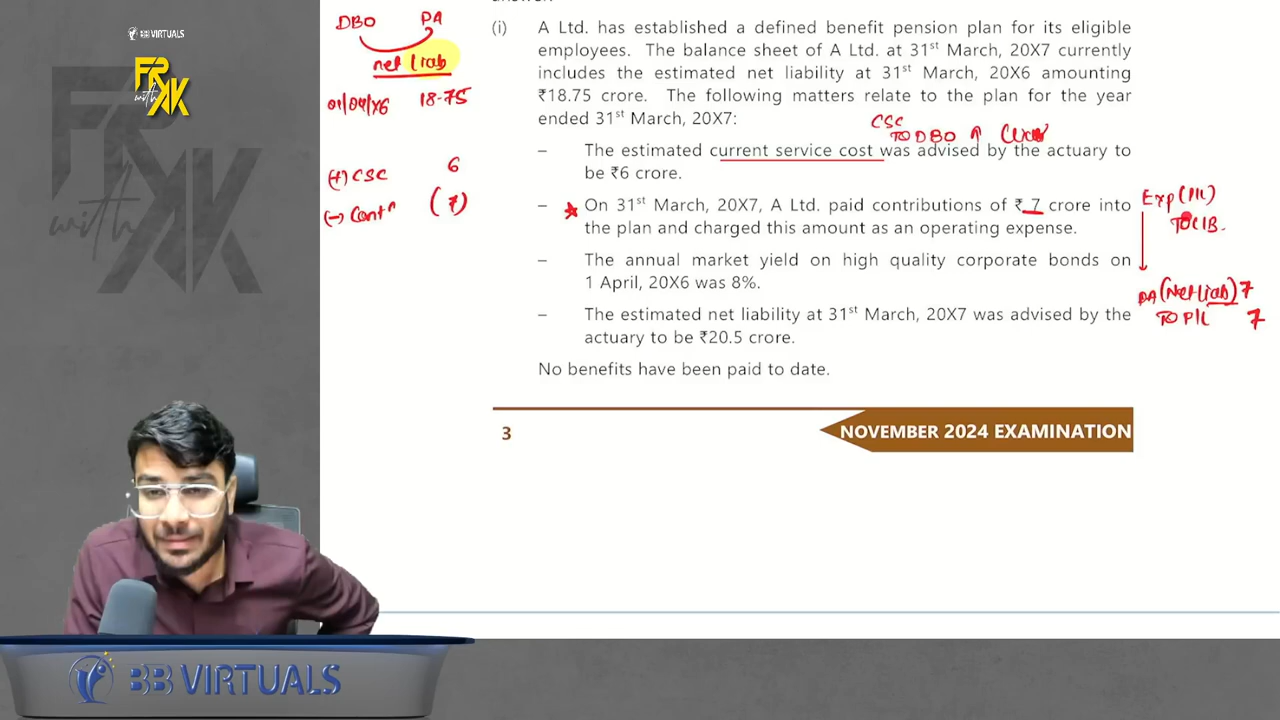 BB VIRTUALS
FR
with
AK
DBO PA
net liab
01/04/X6 18-75
(+) CSC 6
(-) Contn (7)
(i) A Ltd. has established a defined benefit pension plan for its eligible
employees. The balance sheet of A Ltd. at 31st March, 20X7 currently
includes the estimated net liability at 31st March, 20X6 amounting
₹18.75 crore. The following matters relate to the plan for the year
ended 31st March, 20X7:
CSC
TO DBO ↑
– The estimated current service cost was advised by the actuary to
be ₹6 crore.
– On 31st March, 20X7, A Ltd. paid contributions of ₹ 7 crore into
the plan and charged this amount as an operating expense.
– The annual market yield on high quality corporate bonds on
1 April, 20X6 was 8%.
– The estimated net liability at 31st March, 20X7 was advised by the
actuary to be ₹20.5 crore.
No benefits have been paid to date.
Exp (P/L)
TO C/B
PA (Net liab) 7
TO P/L 7
3 NOVEMBER 2024 EXAMINATION
BB VIRTUALS